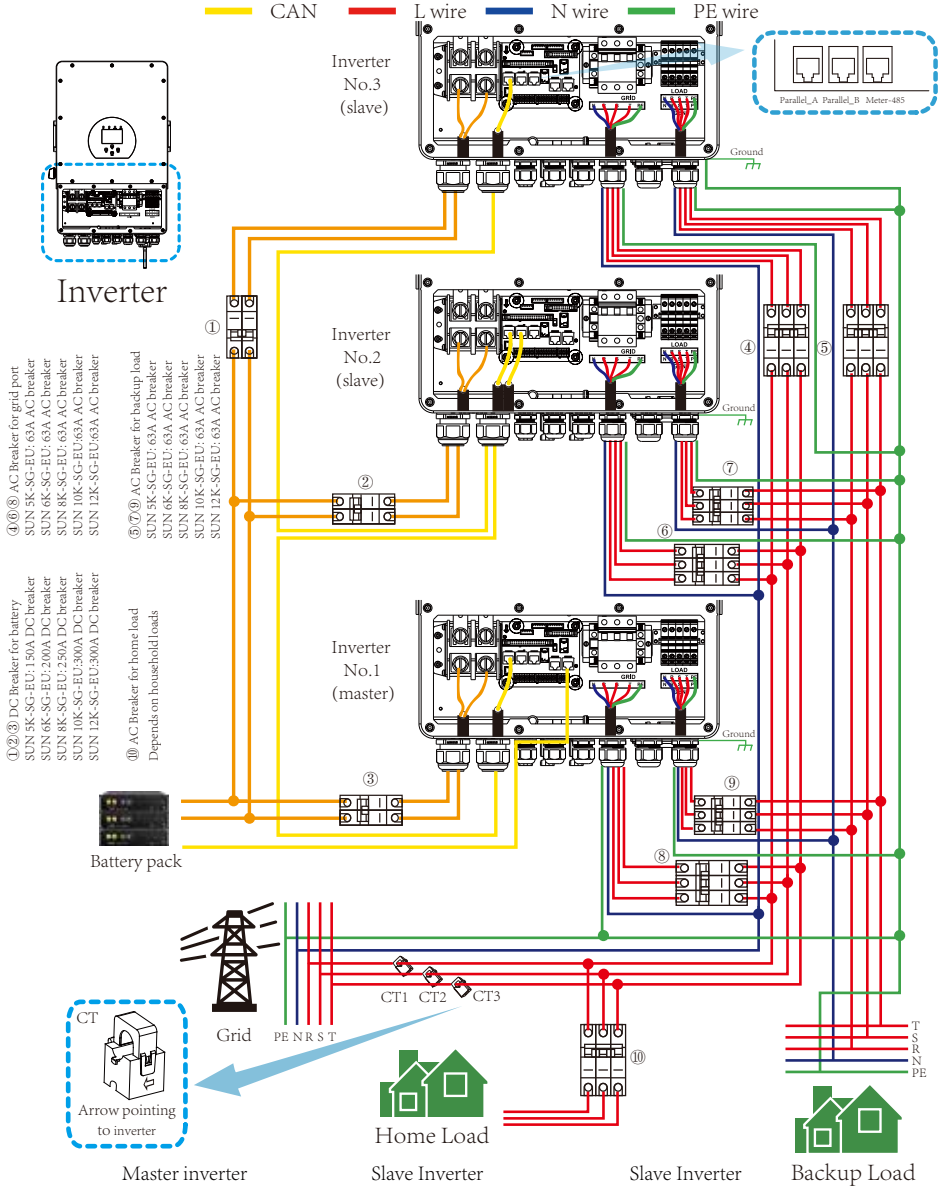 CAN
L wire
N wire
PE wire
Inverter
No.3
(slave)
GRID
LOAD
Ground
Parallel_A Parallel_B Meter-485
Inverter
①
Inverter
No.2
(slave)
GRID
LOAD
Ground
④
⑤
②
⑦
⑥
④⑥⑧ AC Breaker for grid port
SUN 5K-SG-EU: 63A AC breaker
SUN 6K-SG-EU: 63A AC breaker
SUN 8K-SG-EU: 63A AC breaker
SUN 10K-SG-EU:63A AC breaker
SUN 12K-SG-EU:63A AC breaker
⑤⑦⑨ AC Breaker for backup load
SUN 5K-SG-EU: 63A AC breaker
SUN 6K-SG-EU: 63A AC breaker
SUN 8K-SG-EU: 63A AC breaker
SUN 10K-SG-EU: 63A AC breaker
SUN 12K-SG-EU: 63A AC breaker
①②③ DC Breaker for battery
SUN 5K-SG-EU: 150A DC breaker
SUN 6K-SG-EU: 200A DC breaker
SUN 8K-SG-EU: 250A DC breaker
SUN 10K-SG-EU:300A DC breaker
SUN 12K-SG-EU:300A DC breaker
⑩ AC Breaker for home load
Depends on household loads
Inverter
No.1
(master)
GRID
LOAD
Ground
③
⑨
⑧
Battery pack
CT1
CT2
CT3
Grid
PE N R S T
CT
Arrow pointing
to inverter
⑩
Home Load
T
S
R
N
PE
Backup Load
Master inverter
Slave Inverter
Slave Inverter